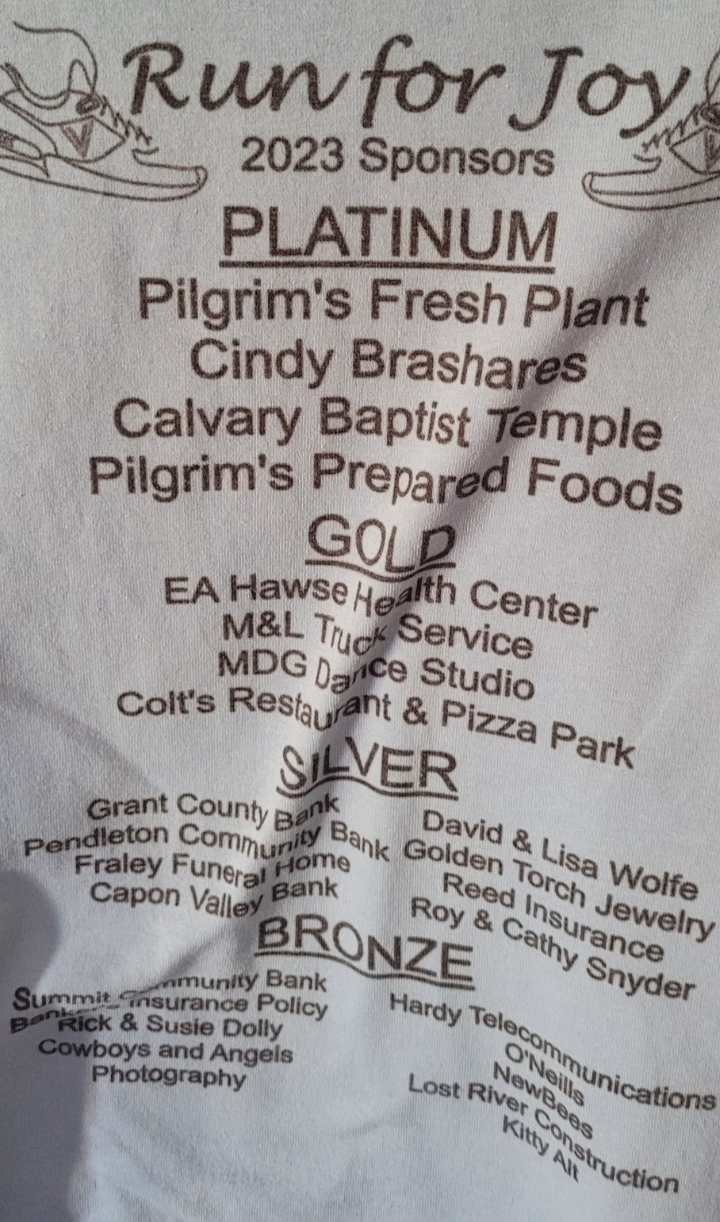 Run for Joy
2023 Sponsors
PLATINUM
Pilgrim's Fresh Plant
Cindy Brashares
Calvary Baptist Temple
Pilgrim's Prepared Foods
GOLD
EA Hawse Health Center
M&L Truck Service
MDG Dance Studio
Colt's Restaurant & Pizza Park
SILVER
Grant County Bank
Pendleton Community Bank
Fraley Funeral Home
Capon Valley Bank
David & Lisa Wolfe
Golden Torch Jewelry
Reed Insurance
Roy & Cathy Snyder
BRONZE
Summit Community Bank
Insurance Policy
Rick & Susie Dolly
Cowboys and Angels
Photography
Hardy Telecommunications
O'Neills
NewBees
Lost River Construction
Kitty Alt